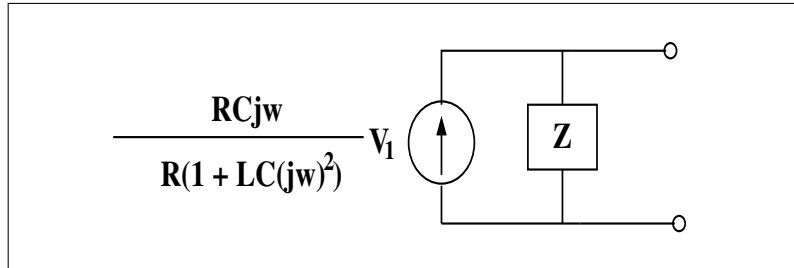 RCjw
V₁
R(1 + LC(jw)²)
Z